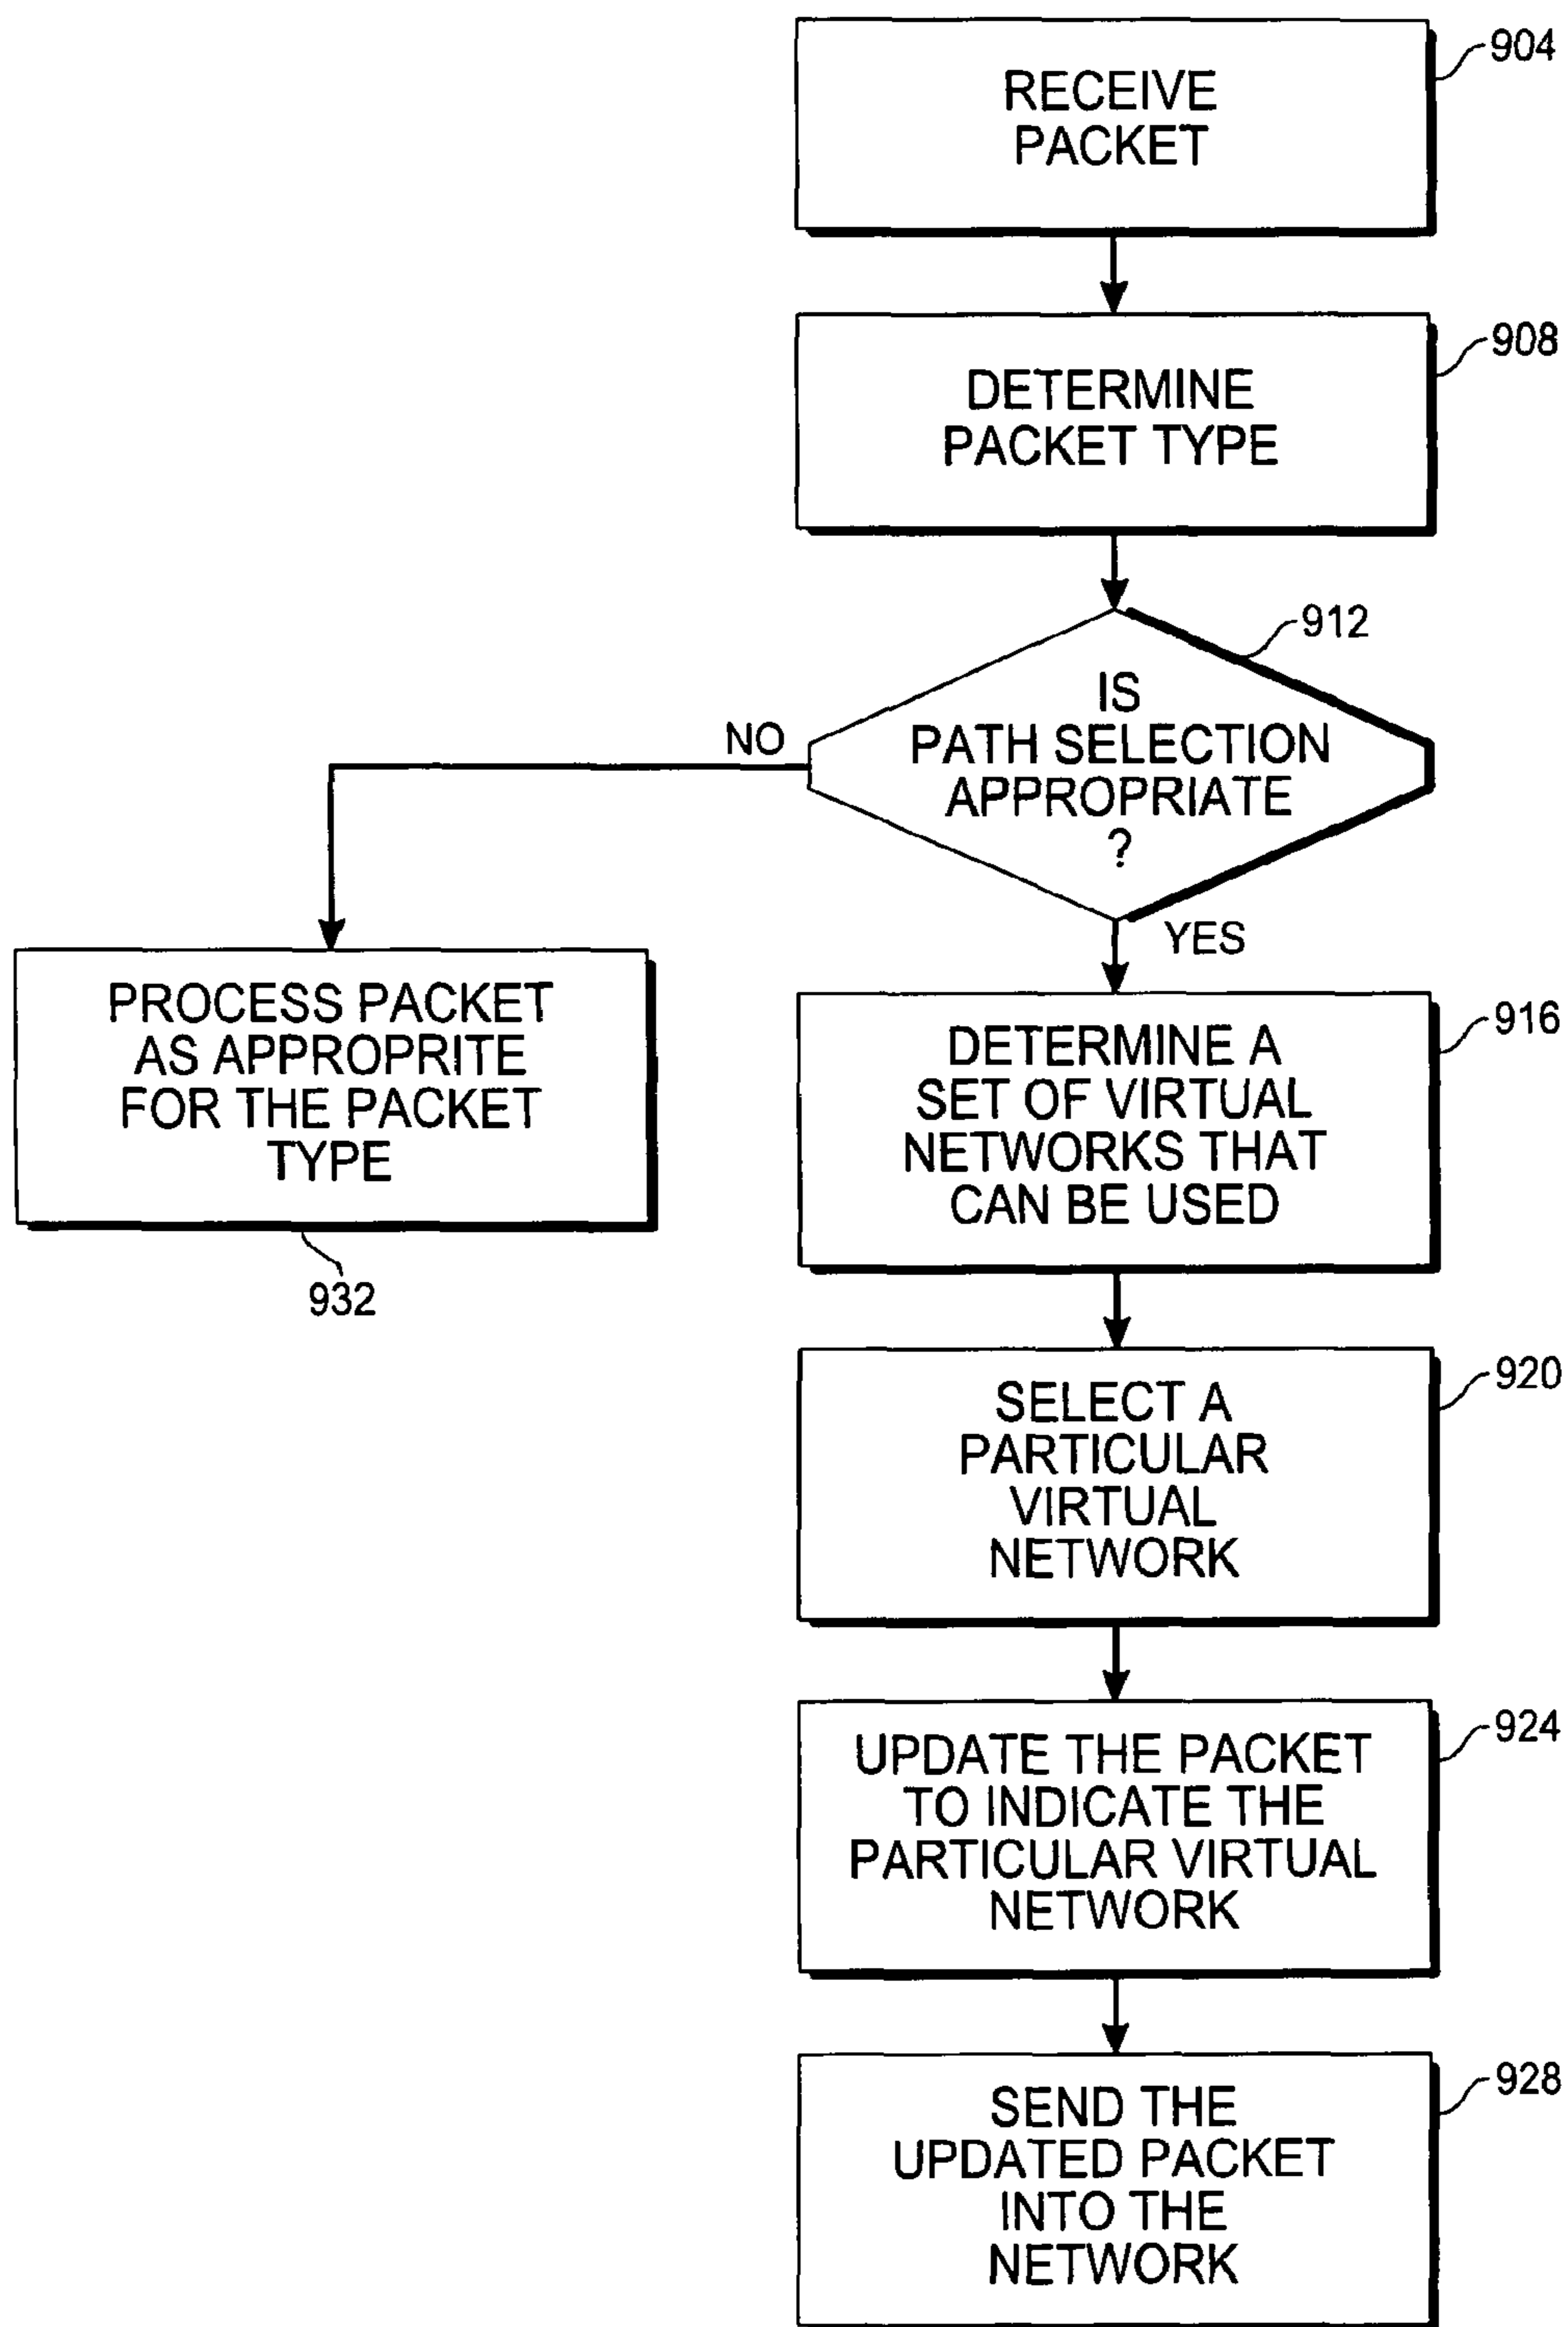 RECEIVE
PACKET
904
DETERMINE
PACKET TYPE
908
912
IS
PATH SELECTION
APPROPRIATE
?
NO
YES
PROCESS PACKET
AS APPROPRITE
FOR THE PACKET
TYPE
932
DETERMINE A
SET OF VIRTUAL
NETWORKS THAT
CAN BE USED
916
SELECT A
PARTICULAR
VIRTUAL
NETWORK
920
UPDATE THE PACKET
TO INDICATE THE
PARTICULAR VIRTUAL
NETWORK
924
SEND THE
UPDATED PACKET
INTO THE
NETWORK
928